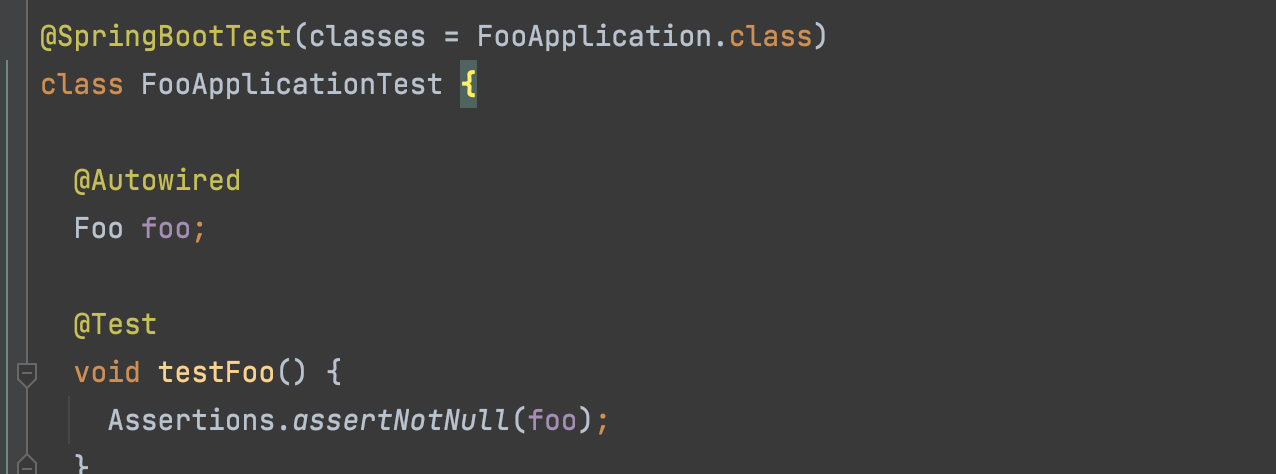 @SpringBootTest(classes = FooApplication.class)
class FooApplicationTest {
@Autowired
Foo foo;
@Test
void testFoo() {
Assertions.assertNotNull(foo);
}